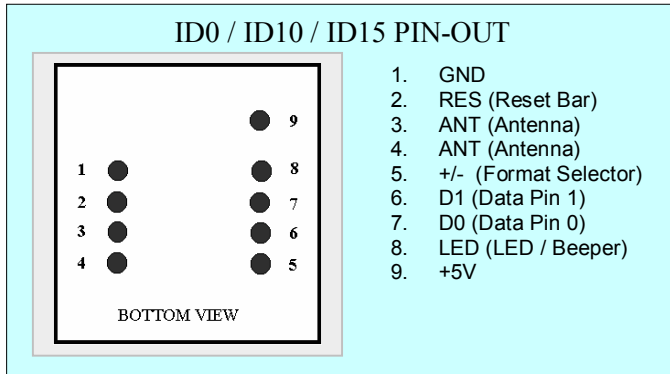 ID0 / ID10 / ID15 PIN-OUT
9
1 8
2 7
3 6
4 5
BOTTOM VIEW
1. GND
2. RES (Reset Bar)
3. ANT (Antenna)
4. ANT (Antenna)
5. +/- (Format Selector)
6. D1 (Data Pin 1)
7. D0 (Data Pin 0)
8. LED (LED / Beeper)
9. +5V